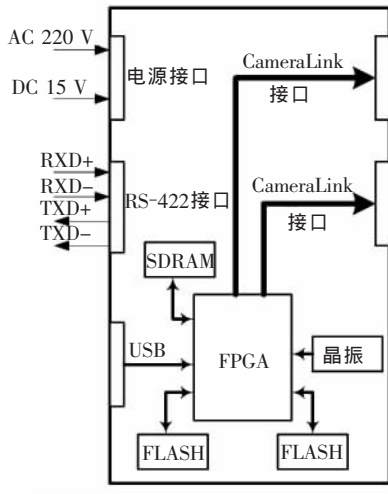 AC 220 V
电源接口
DC 15 V
CameraLink
接口
RXD+
RXD-
TXD+
TXD-
RS-422接口
CameraLink
接口
SDRAM
USB
FPGA
晶振
FLASH
FLASH